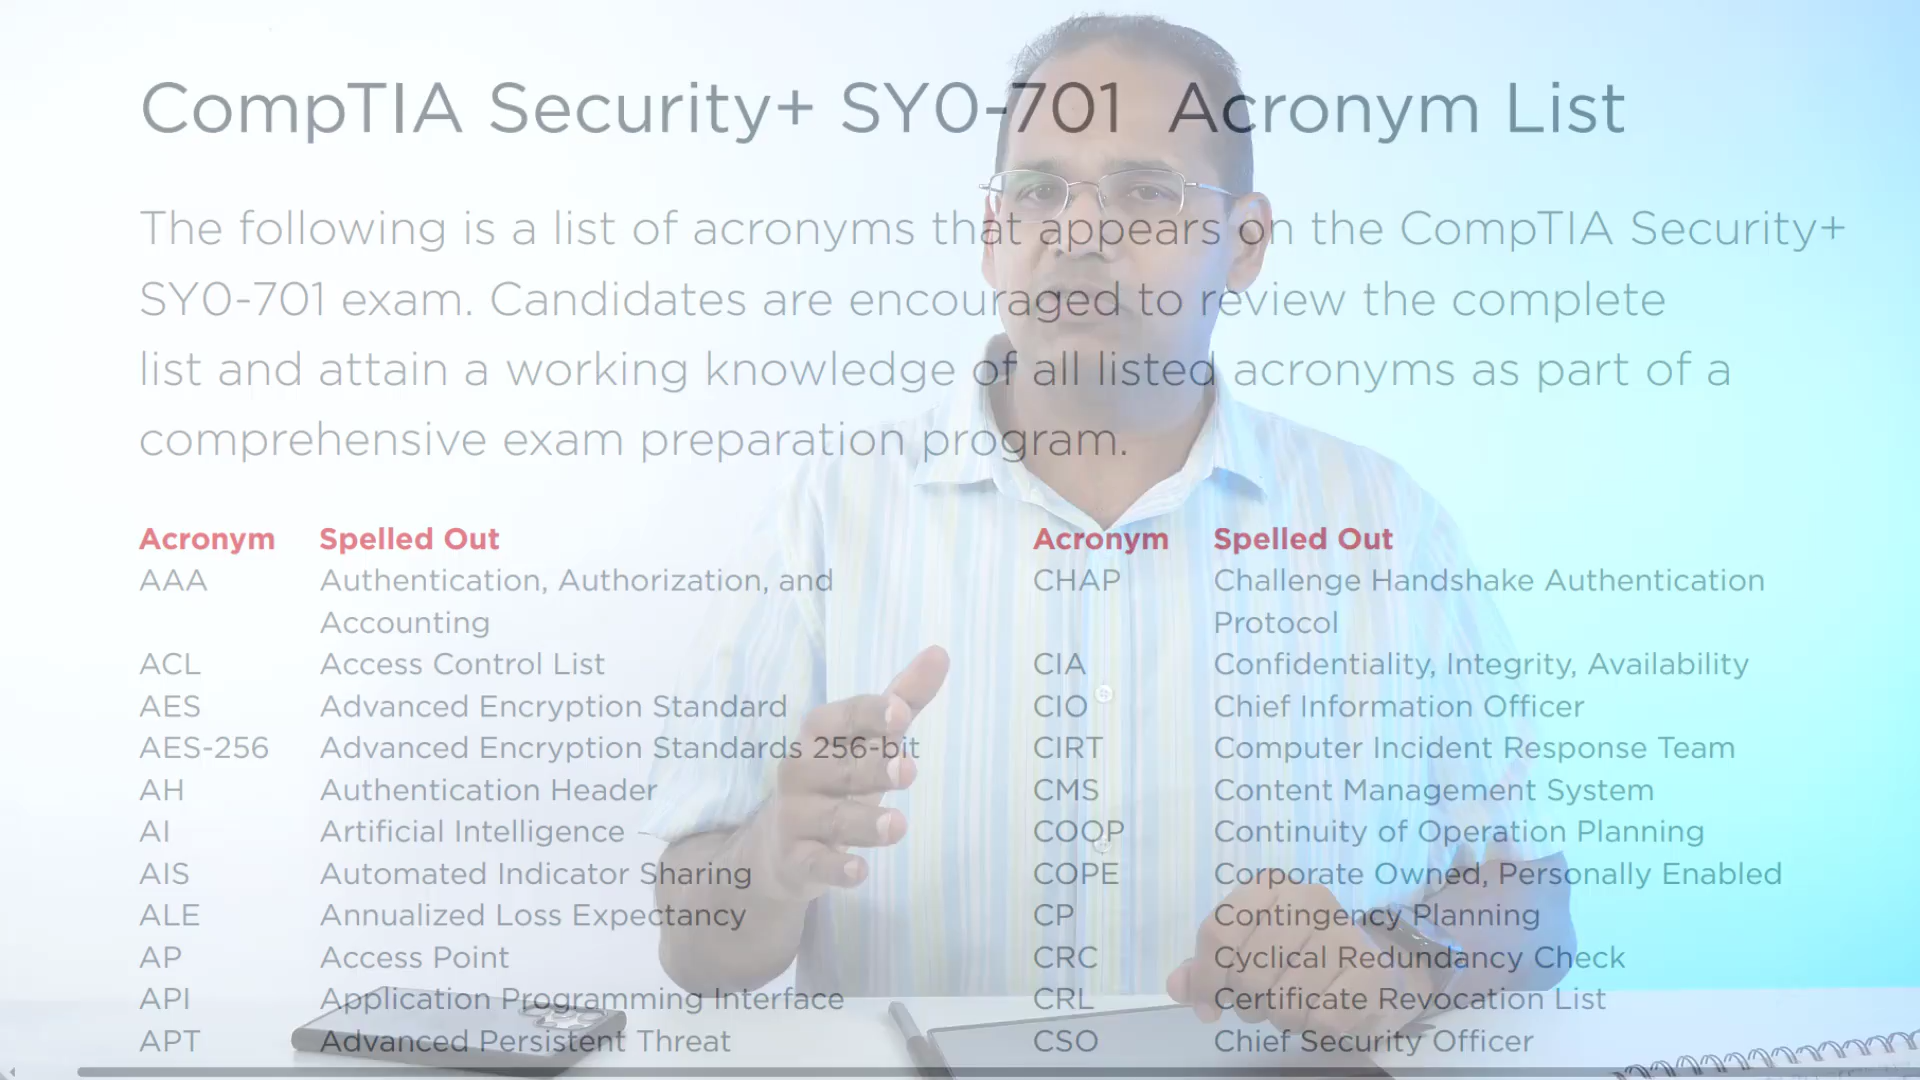 CompTIA Security+ SY0-701 Acronym List
The following is a list of acronyms that appears on the CompTIA Security+
SY0-701 exam. Candidates are encouraged to review the complete
list and attain a working knowledge of all listed acronyms as part of a
comprehensive exam preparation program.
Acronym Spelled Out
AAA Authentication, Authorization, and
Accounting
ACL Access Control List
AES Advanced Encryption Standard
AES-256 Advanced Encryption Standards 256-bit
AH Authentication Header
AI Artificial Intelligence
AIS Automated Indicator Sharing
ALE Annualized Loss Expectancy
AP Access Point
API Application Programming Interface
APT Advanced Persistent Threat
Acronym Spelled Out
CHAP Challenge Handshake Authentication
Protocol
CIA Confidentiality, Integrity, Availability
CIO Chief Information Officer
CIRT Computer Incident Response Team
CMS Content Management System
COOP Continuity of Operation Planning
COPE Corporate Owned, Personally Enabled
CP Contingency Planning
CRC Cyclical Redundancy Check
CRL Certificate Revocation List
CSO Chief Security Officer